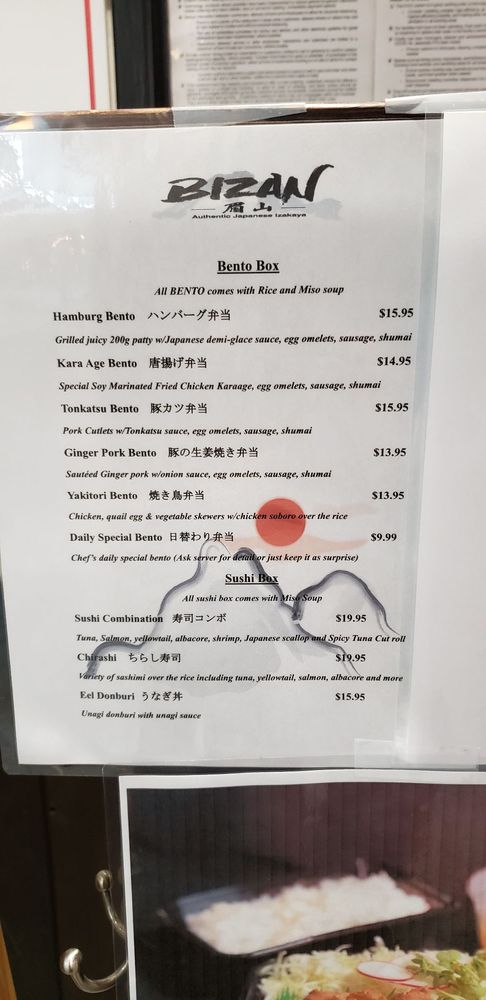 BIZAN
眉山
Authentic Japanese Izakaya
Bento Box
All BENTO comes with Rice and Miso soup
Hamburg Bento ハンバーグ弁当 $15.95
Grilled juicy 200g patty w/Japanese demi-glace sauce, egg omelets, sausage, shumai
Kara Age Bento 唐揚げ弁当 $14.95
Special Soy Marinated Fried Chicken Karaage, egg omelets, sausage, shumai
Tonkatsu Bento 豚カツ弁当 $15.95
Pork Cutlets w/Tonkatsu sauce, egg omelets, sausage, shumai
Ginger Pork Bento 豚の生姜焼き弁当 $13.95
Sautéed Ginger pork w/onion sauce, egg omelets, sausage, shumai
Yakitori Bento 焼き鳥弁当 $13.95
Chicken, quail egg & vegetable skewers w/chicken soboro over the rice
Daily Special Bento 日替わり弁当 $9.99
Chef's daily special bento (Ask server for detail or just keep it as surprise)
Sushi Box
All sushi box comes with Miso Soup
Sushi Combination 寿司コンボ $19.95
Tuna, Salmon, yellowtail, albacore, shrimp, Japanese scallop and Spicy Tuna Cut roll
Chirashi ちらし寿司 $19.95
Variety of sashimi over the rice including tuna, yellowtail, salmon, albacore and more
Eel Donburi うなぎ丼 $15.95
Unagi donburi with unagi sauce